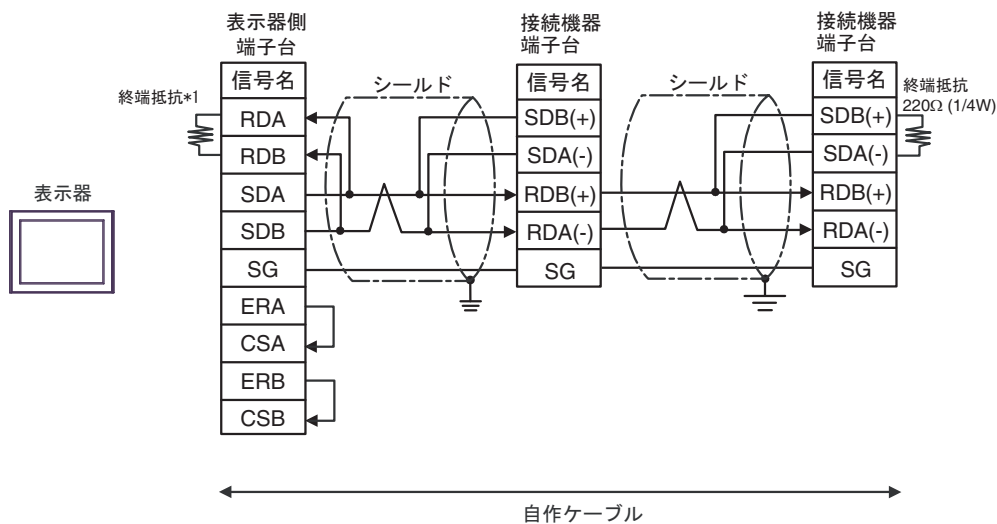 表示器側
端子台
信号名
RDA
RDB
SDA
SDB
SG
ERA
CSA
ERB
CSB
終端抵抗*1
表示器
シールド
接続機器
端子台
信号名
SDB(+)
SDA(-)
RDB(+)
RDA(-)
SG
シールド
接続機器
端子台
信号名
SDB(+)
SDA(-)
RDB(+)
RDA(-)
SG
終端抵抗
220Ω (1/4W)
自作ケーブル